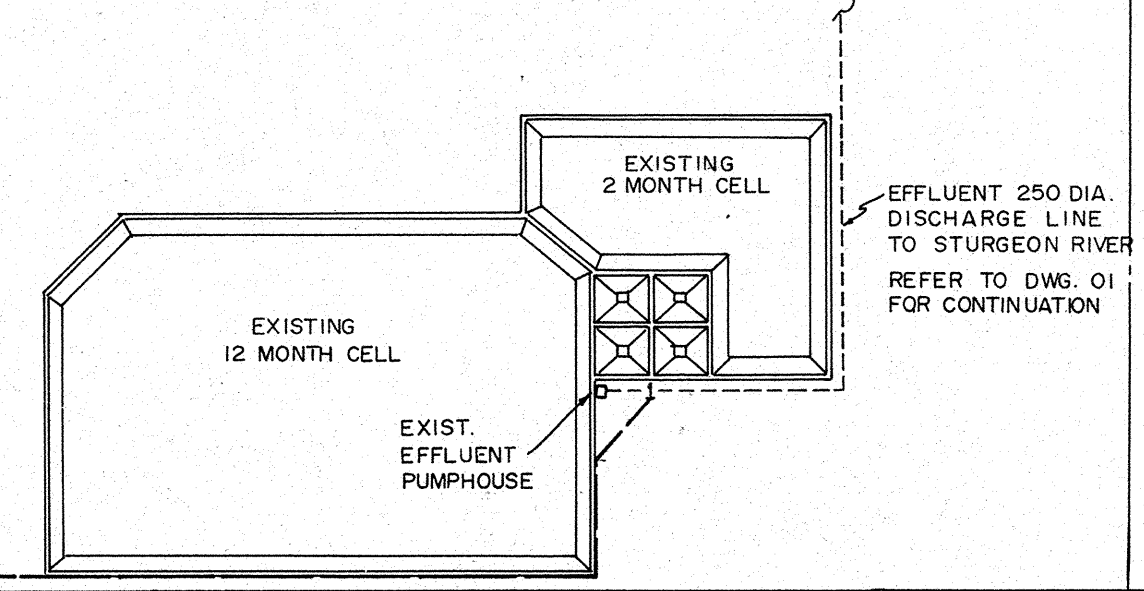 EXISTING
2 MONTH CELL
EFFLUENT 250 DIA.
DISCHARGE LINE
TO STURGEON RIVER
REFER TO DWG. 01
FOR CONTINUATION
EXISTING
12 MONTH CELL
EXIST.
EFFLUENT
PUMPHOUSE